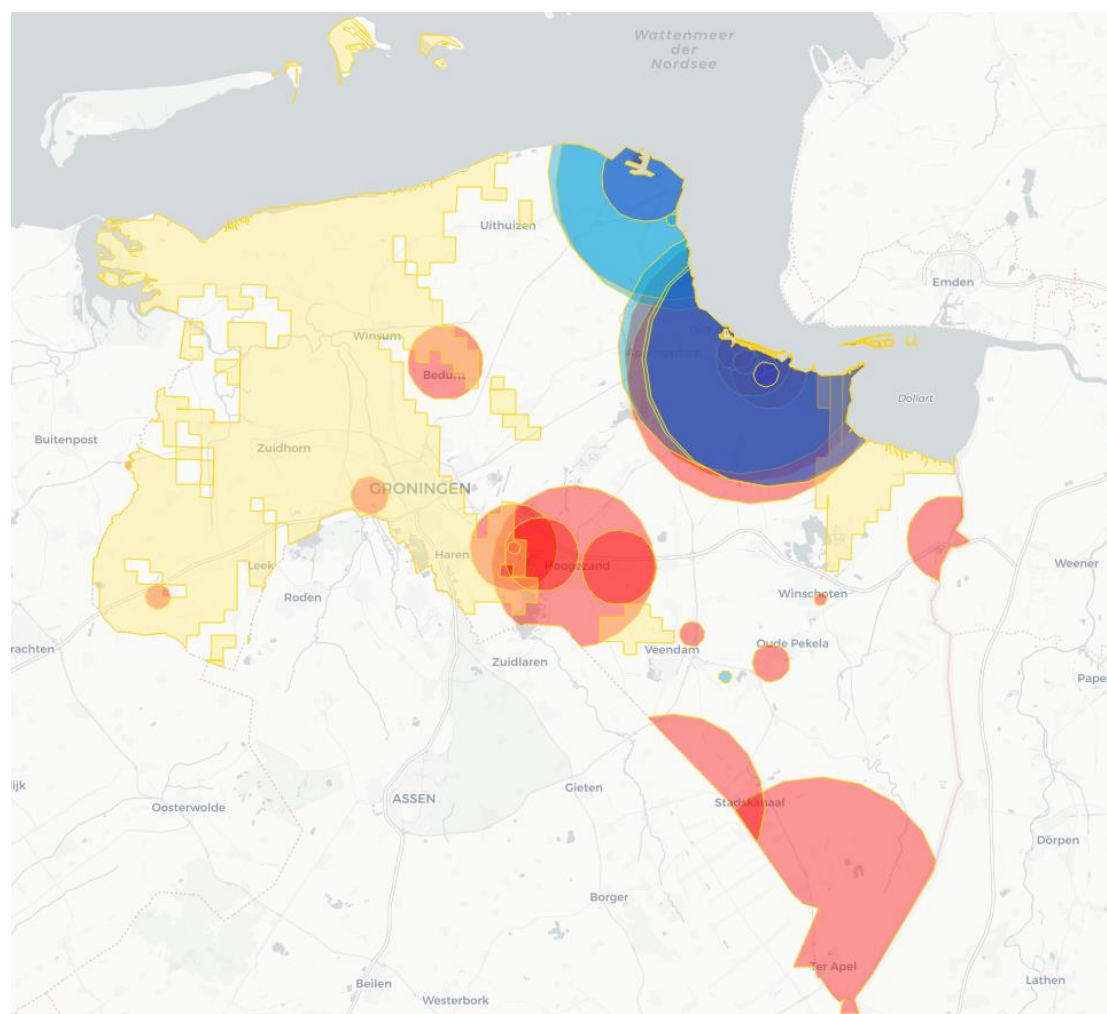 Wattenmeer
der
Nordsee
Uithuizen
Emden
Winsum
Bedum
Dollart
Buitenpost
Zuidhorn
GRONINGEN
Haren
Hoogezand
Leek
Weener
Roden
Winschoten
rachten
Zuidlaren
Veendam
Oude Pekela
Pape
ijk
Gieten
ASSEN
Stadskanaal
Oosterwolde
Dörpen
Borger
Ter Apel
Beilen
Lathen
Westerbork